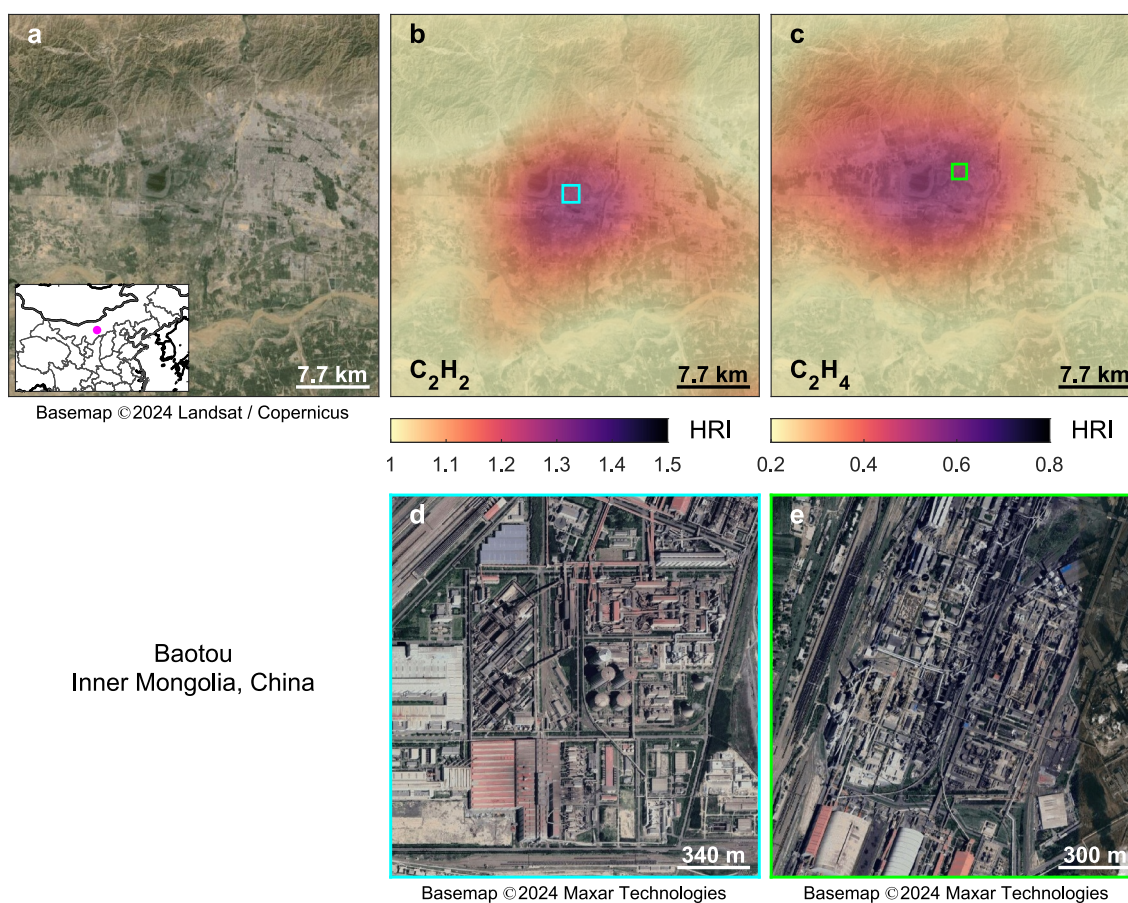 a
b
c
C₂H₂
C₂H₄
7.7 km
7.7 km
7.7 km
Basemap ©2024 Landsat / Copernicus
HRI
HRI
1 1.1 1.2 1.3 1.4 1.5
0.2 0.4 0.6 0.8
d
e
Baotou
Inner Mongolia, China
340 m
300 m
Basemap ©2024 Maxar Technologies
Basemap ©2024 Maxar Technologies